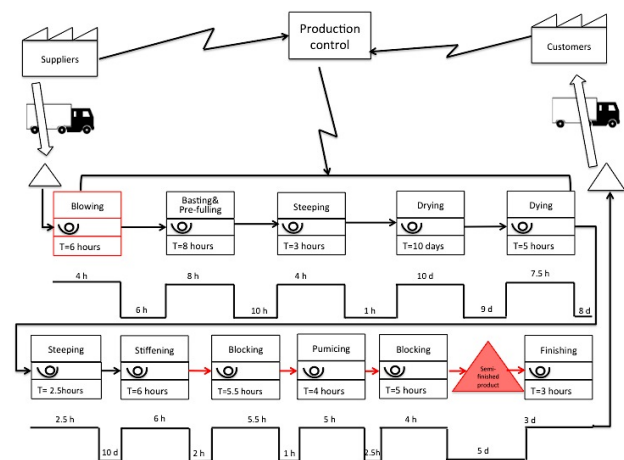 Production
control
Suppliers
Customers
Blowing
T=6 hours
Basting&
Pre-fulling
T=8 hours
Steeping
T=3 hours
Drying
T=10 days
Dying
T=5 hours
4 h
8 h
4 h
10 d
7.5 h
6 h
10 h
1 h
9 d
8 d
Steeping
T= 2.5hours
Stiffening
T=6 hours
Blocking
T=5.5 hours
Pumicing
T=4 hours
Blocking
T=5 hours
Semi-
finished
product
Finishing
T=3 hours
2.5 h
6 h
5.5 h
5 h
4 h
3 d
10 d
2 h
1 h
2.5h
5 d